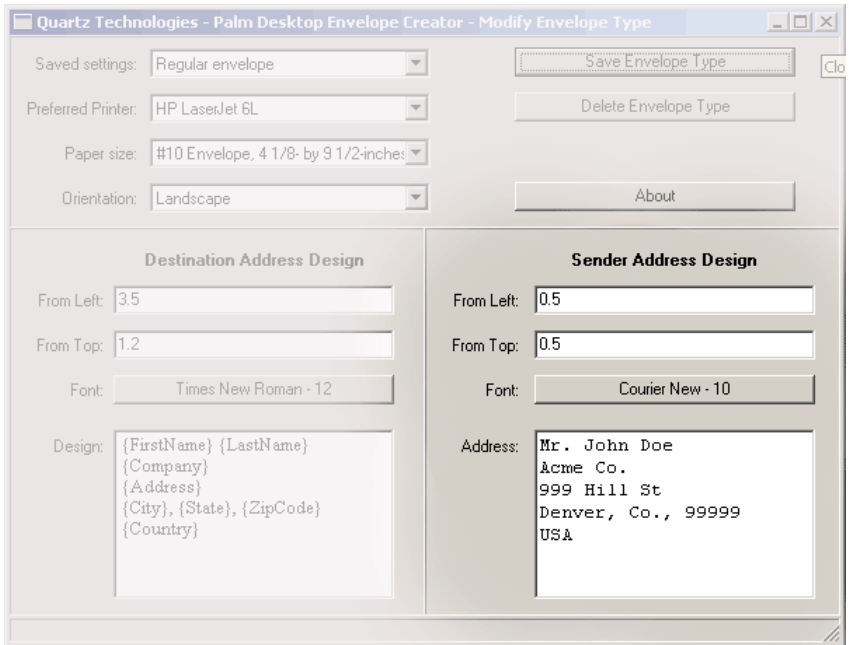 Quartz Technologies - Palm Desktop Envelope Creator - Modify Envelope Type
Saved settings: Regular envelope
Save Envelope Type
Clo
Preferred Printer: HP LaserJet 6L
Delete Envelope Type
Paper size: #10 Envelope, 4 1/8- by 9 1/2-inches
Orientation: Landscape
About
Destination Address Design
From Left: 3.5
From Top: 1.2
Font: Times New Roman - 12
Design: {FirstName} {LastName}
{Company}
{Address}
{City}, {State}, {ZipCode}
{Country}
Sender Address Design
From Left: 0.5
From Top: 0.5
Font: Courier New - 10
Address: Mr. John Doe
Acme Co.
999 Hill St
Denver, Co., 99999
USA